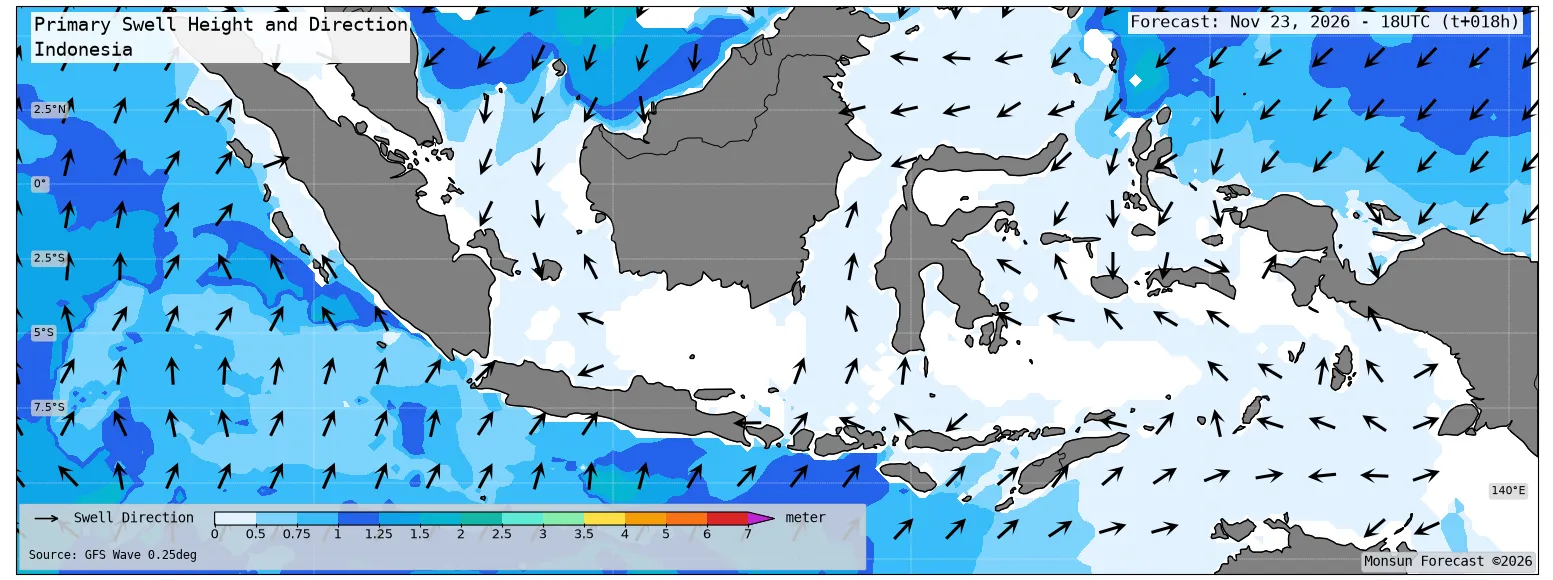 Primary Swell Height and Direction
Indonesia
Forecast: Nov 23, 2026 - 18UTC (t+018h)
2.5°N
0°
2.5°S
5°S
7.5°S
140°E
Swell Direction
meter
0 0.5 0.75 1 1.25 1.5 2 2.5 3 3.5 4 5 6 7
Source: GFS Wave 0.25deg
Monsun Forecast ©2026